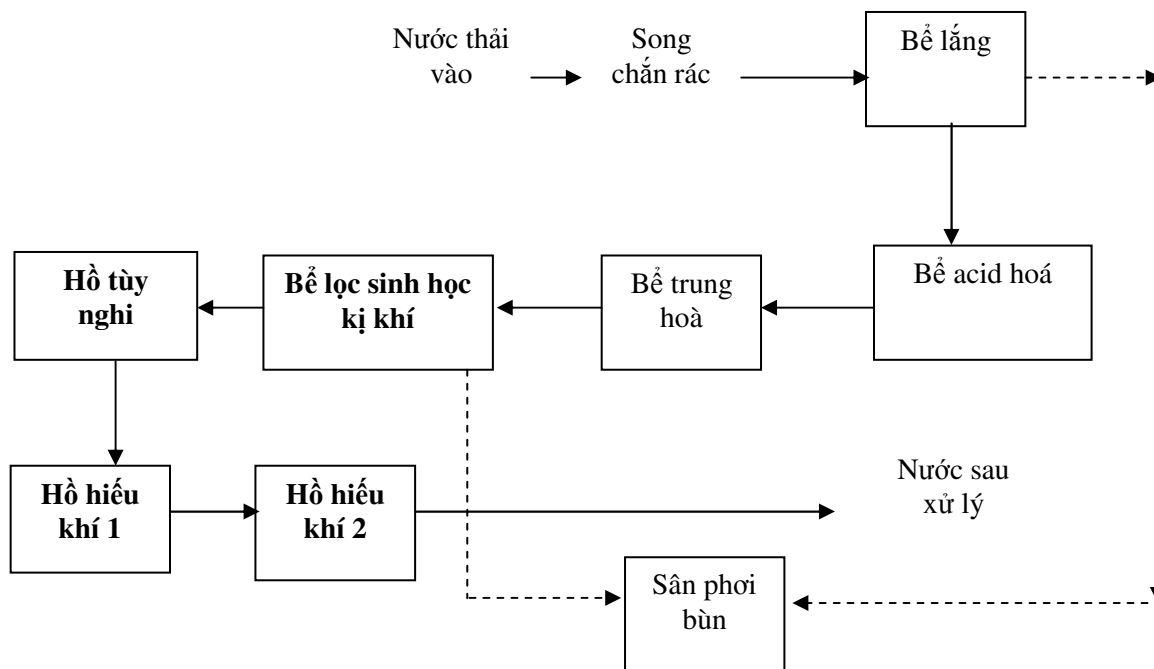 Nước thải
vào
Song
chắn rác
Bể lắng
Hồ tùy
nghi
Bể lọc sinh học
kị khí
Bể trung
hoà
Bể acid hoá
Hồ hiếu
khí 1
Hồ hiếu
khí 2
Nước sau
xử lý
Sân phơi
bùn